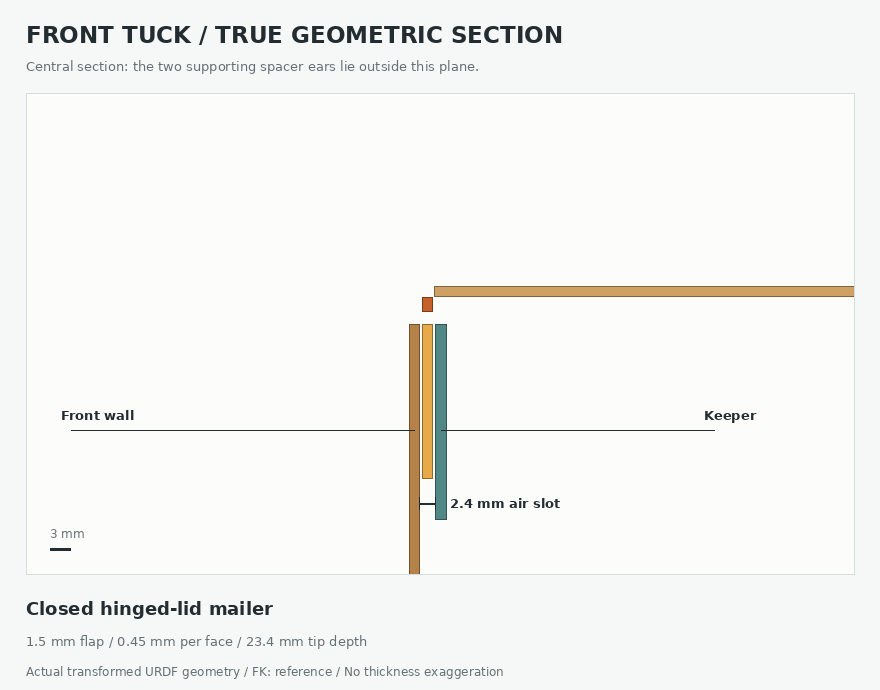 FRONT TUCK / TRUE GEOMETRIC SECTION
Central section: the two supporting spacer ears lie outside this plane.
Front wall
Keeper
2.4 mm air slot
3 mm
Closed hinged-lid mailer
1.5 mm flap / 0.45 mm per face / 23.4 mm tip depth
Actual transformed URDF geometry / FK: reference / No thickness exaggeration